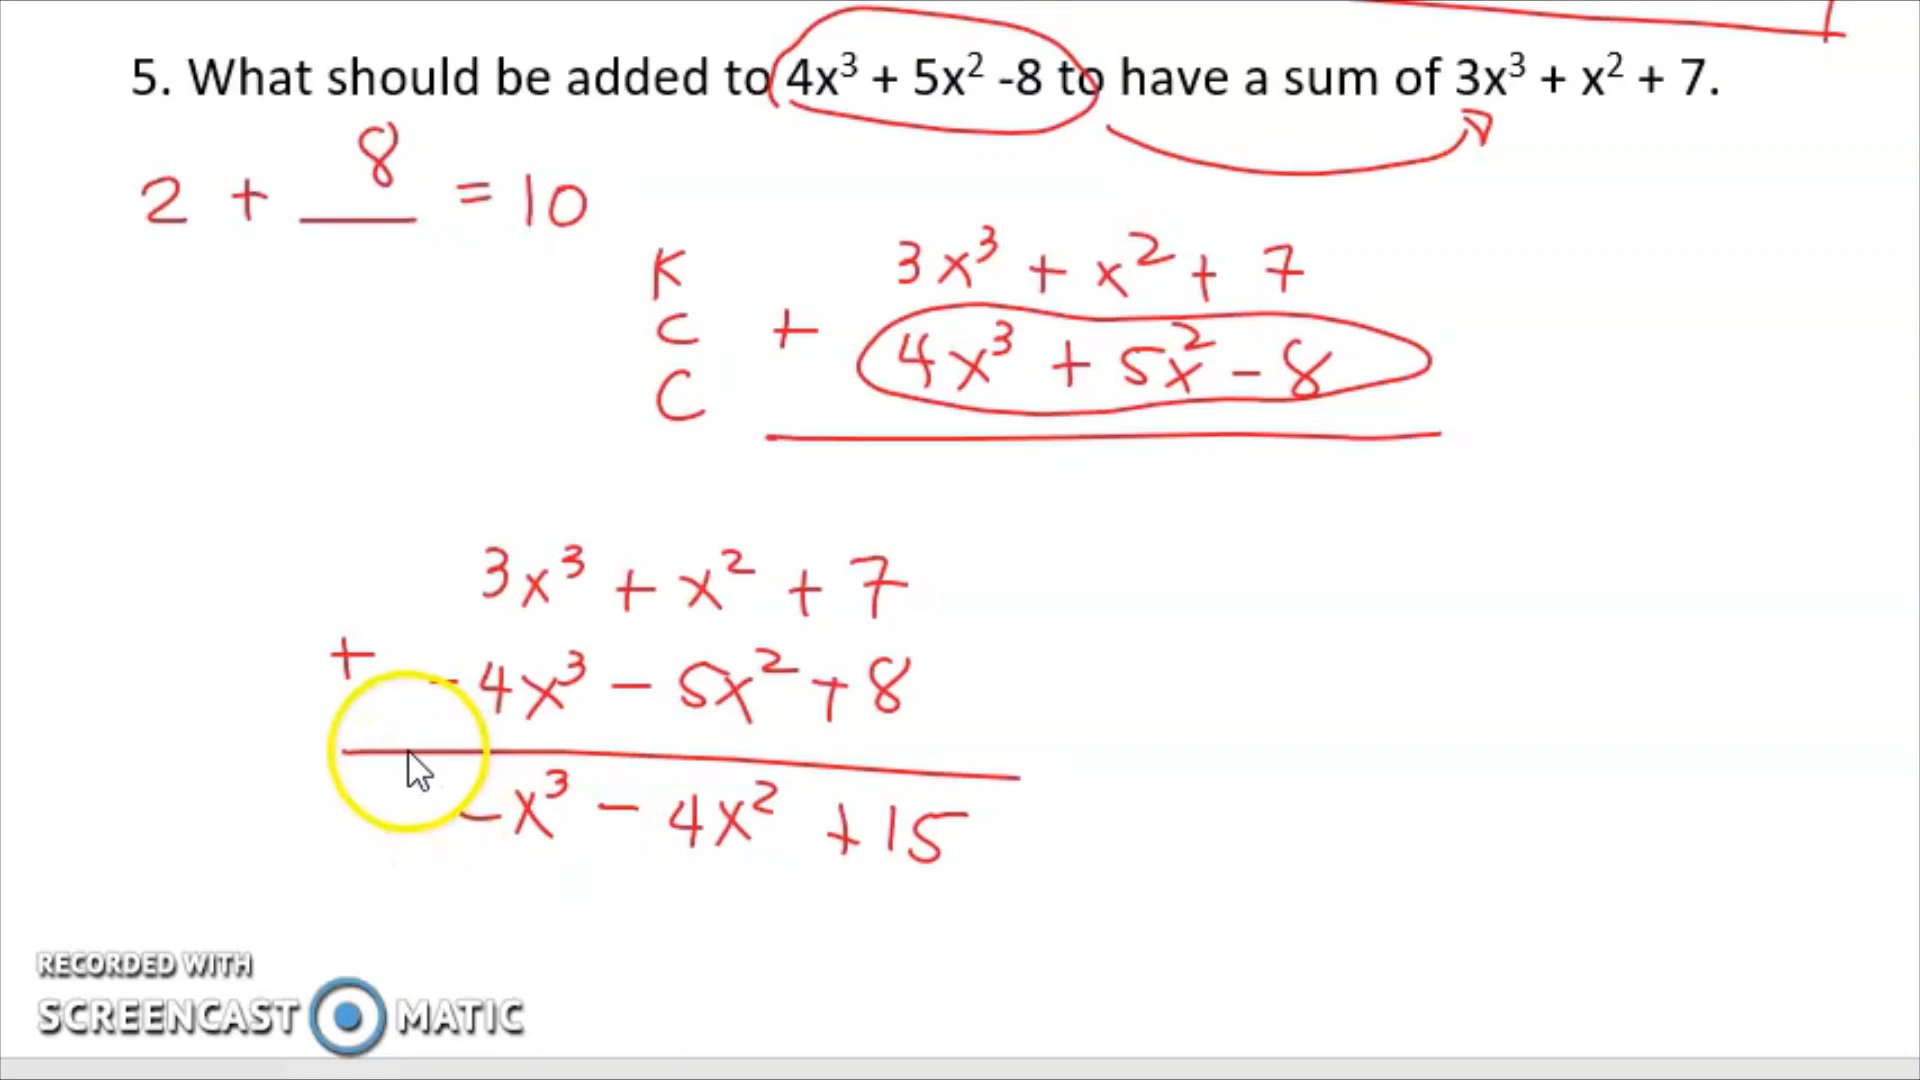 5. What should be added to 4x³ + 5x² -8 to have a sum of 3x³ + x² + 7.
2 + 8 = 10
K
C
C
3x³ + x² + 7
+ 4x³ + 5x² - 8
3x³ + x² + 7
+ -4x³ - 5x² + 8
-x³ - 4x² + 15
RECORDED WITH
SCREENCAST MATIC